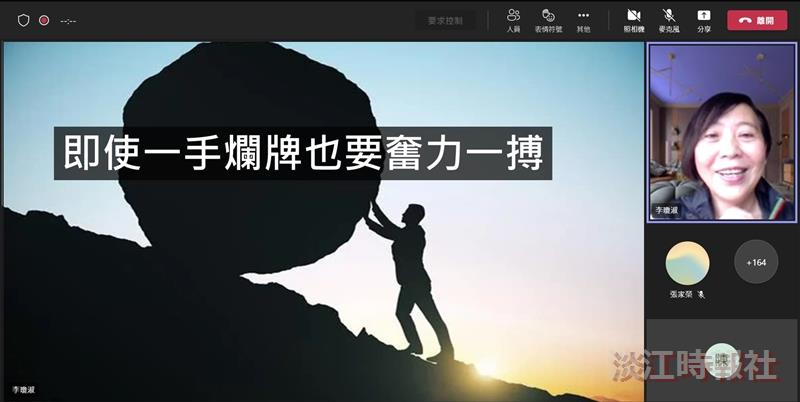 --:--
要求控制
人員
表情符號
其他
照相機
麥克風
分享
離開
即使一手爛牌也要奮力一搏
李瓊淑
張家榮
+164
陳
淡江時報社
李瓊淑